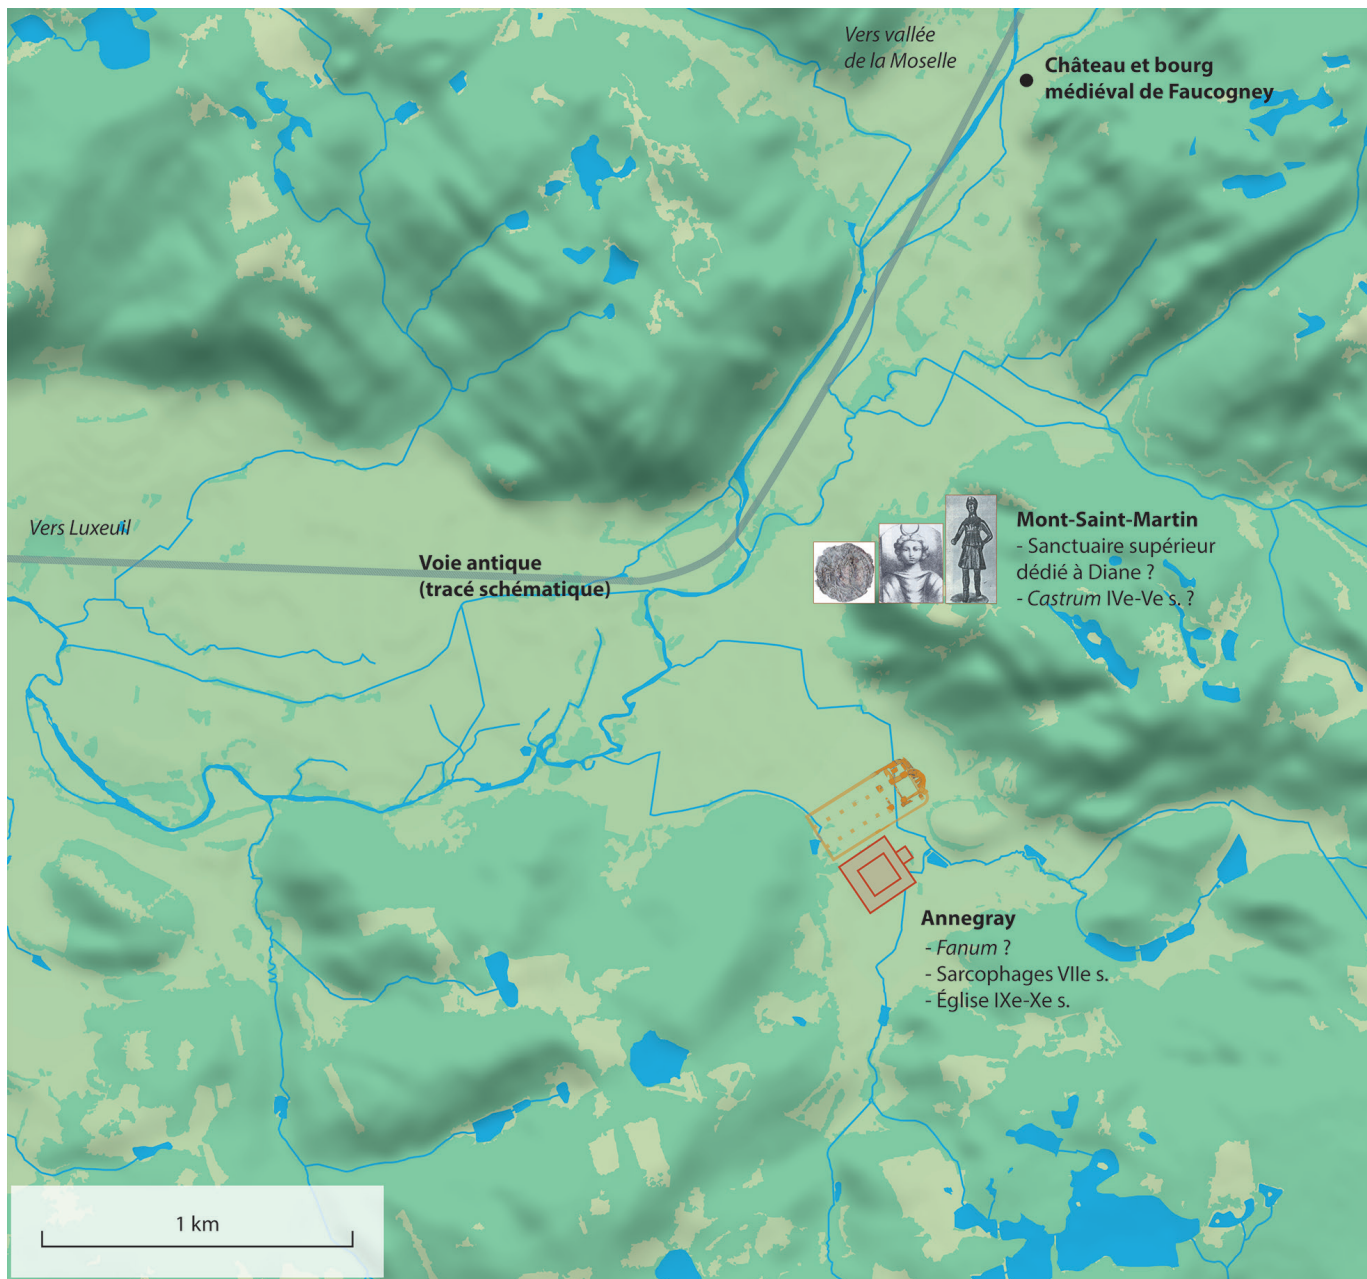 Vers vallée
de la Moselle
Château et bourg
médiéval de Faucogney
Vers Luxeuil
Voie antique
(tracé schématique)
Mont-Saint-Martin
- Sanctuaire supérieur
dédié à Diane ?
- Castrum IVe-Ve s. ?
Annegray
- Fanum ?
- Sarcophages VIIe s.
- Église IXe-Xe s.
1 km